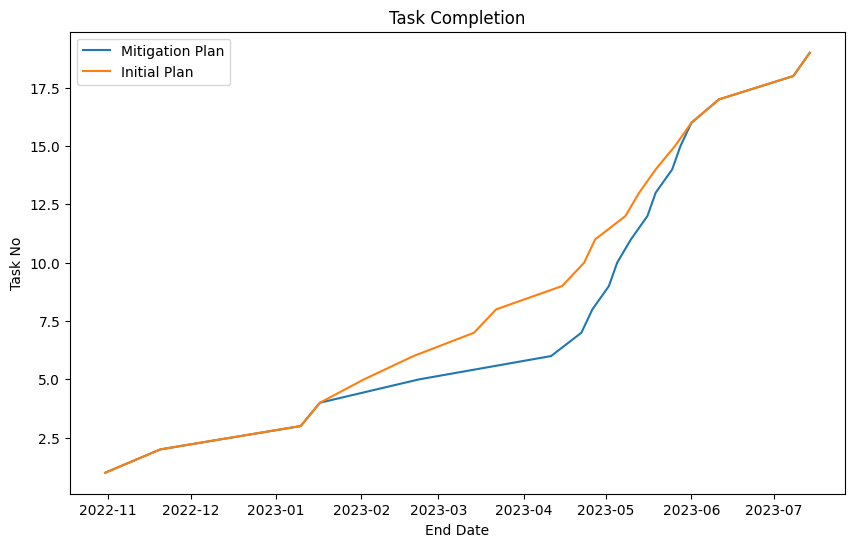 Task Completion
Mitigation Plan
Initial Plan
Task No
17.5
15.0
12.5
10.0
7.5
5.0
2.5
2022-11 2022-12 2023-01 2023-02 2023-03 2023-04 2023-05 2023-06 2023-07
End Date